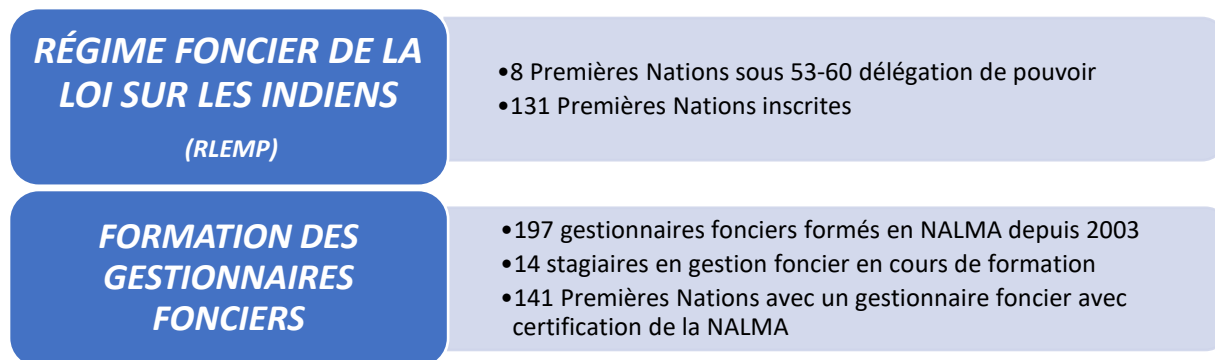 RÉGIME FONCIER DE LA
LOI SUR LES INDIENS
(RLEMP)
•8 Premières Nations sous 53-60 délégation de pouvoir
•131 Premières Nations inscrites
FORMATION DES
GESTIONNAIRES
FONCIERS
•197 gestionnaires fonciers formés en NALMA depuis 2003
•14 stagiaires en gestion foncier en cours de formation
•141 Premières Nations avec un gestionnaire foncier avec
certification de la NALMA